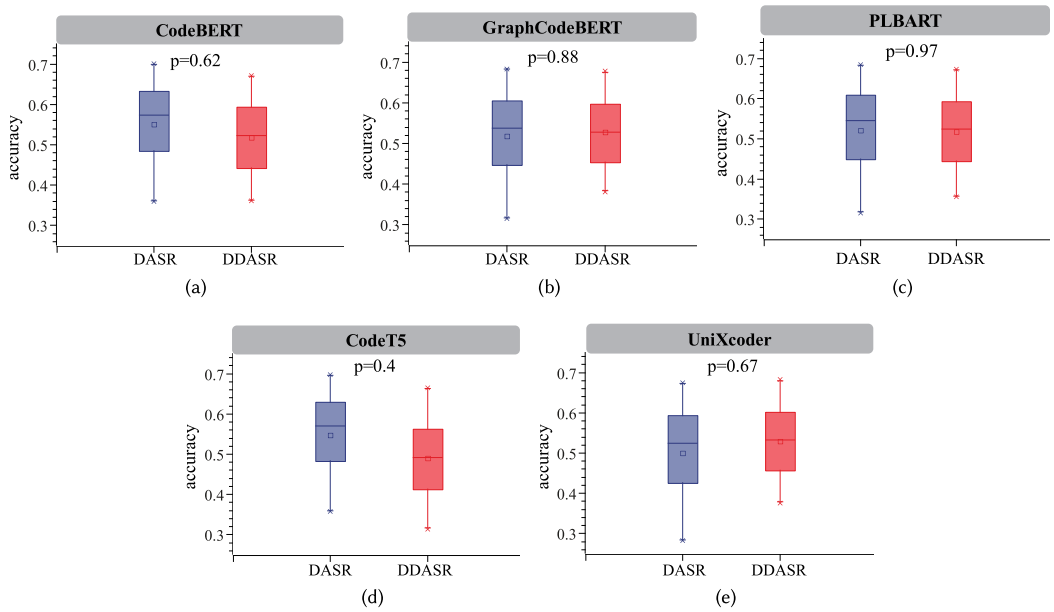 CodeBERT
p=0.62
0.7
0.6
0.5
0.4
0.3
accuracy
DASR DDASR
(a)
GraphCodeBERT
p=0.88
0.7
0.6
0.5
0.4
0.3
accuracy
DASR DDASR
(b)
PLBART
p=0.97
0.7
0.6
0.5
0.4
0.3
accuracy
DASR DDASR
(c)
CodeT5
p=0.4
0.7
0.6
0.5
0.4
0.3
accuracy
DASR DDASR
(d)
UniXcoder
p=0.67
0.7
0.6
0.5
0.4
0.3
accuracy
DASR DDASR
(e)